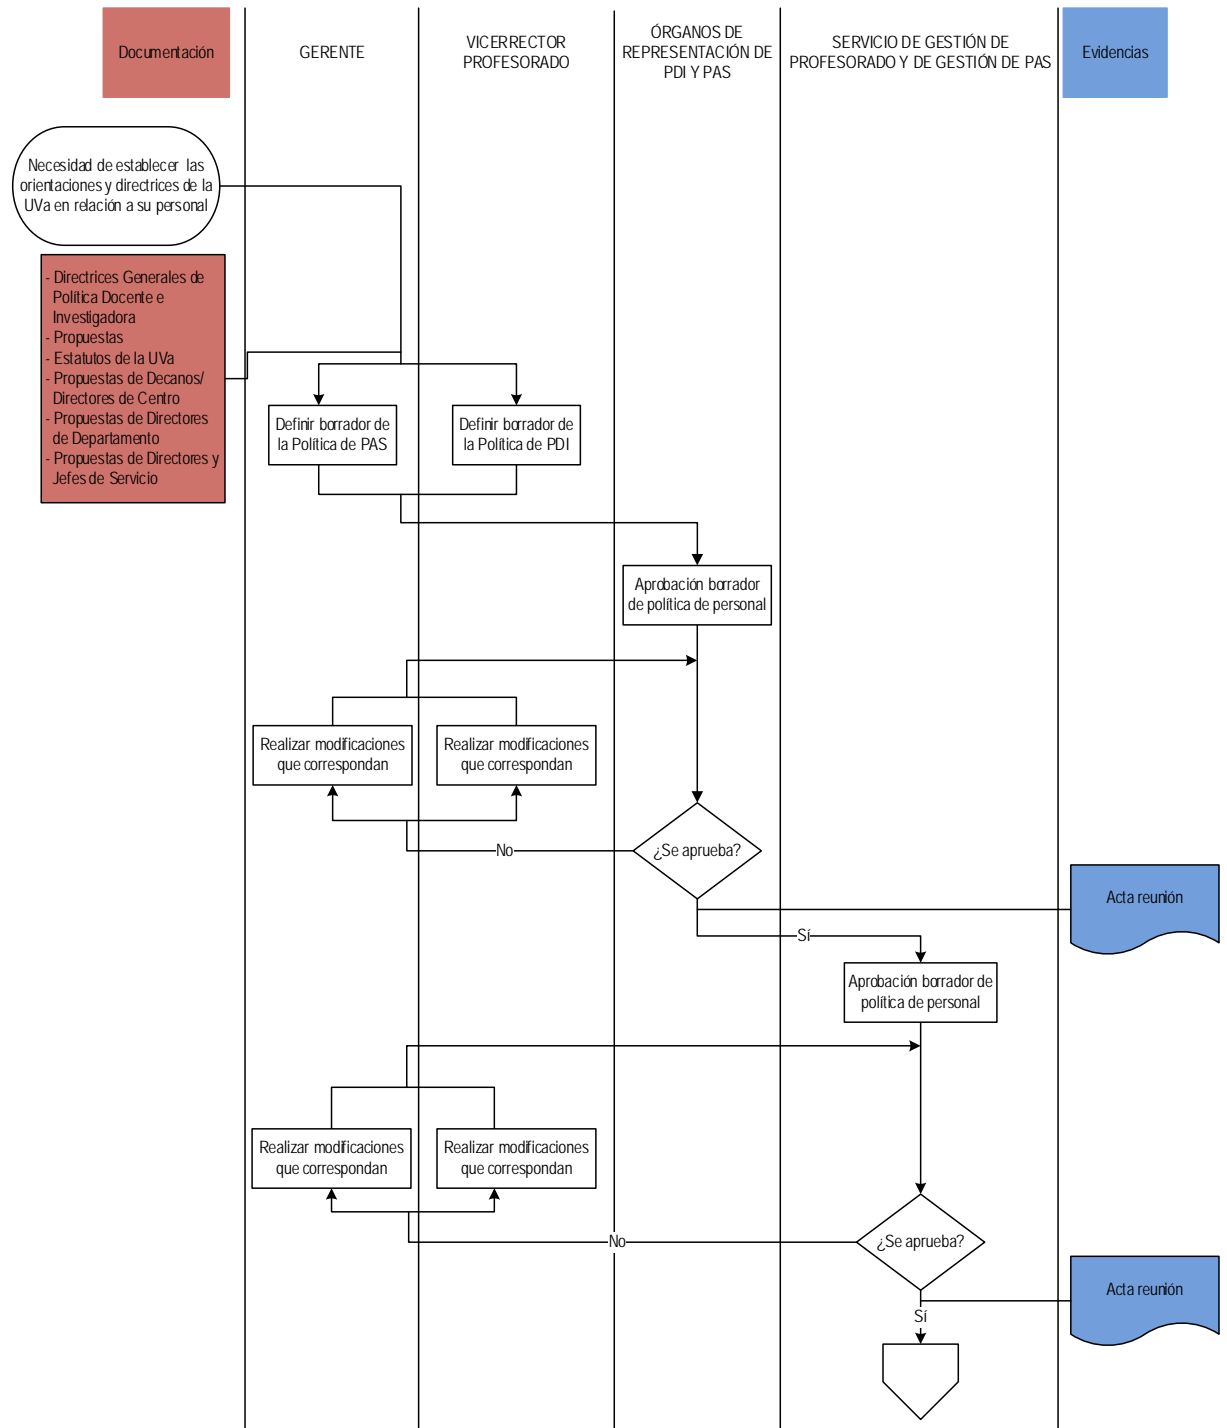 Documentación
GERENTE
VICERRECTOR
PROFESORADO
ÓRGANOS DE
REPRESENTACIÓN DE
PDI Y PAS
SERVICIO DE GESTIÓN DE
PROFESORADO Y DE GESTIÓN DE PAS
Evidencias
Necesidad de establecer las
orientaciones y directrices de la
UVa en relación a su personal
- Directrices Generales de
Política Docente e
Investigadora
- Propuestas
- Estatutos de la UVa
- Propuestas de Decanos/
Directores de Centro
- Propuestas de Directores
de Departamento
- Propuestas de Directores y
Jefes de Servicio
Definir borrador de
la Política de PAS
Definir borrador de
la Política de PDI
Aprobación borrador
de política de personal
Realizar modificaciones
que correspondan
Realizar modificaciones
que correspondan
No
¿Se aprueba?
Acta reunión
Sí
Aprobación borrador de
política de personal
Realizar modificaciones
que correspondan
Realizar modificaciones
que correspondan
No
¿Se aprueba?
Acta reunión
Sí